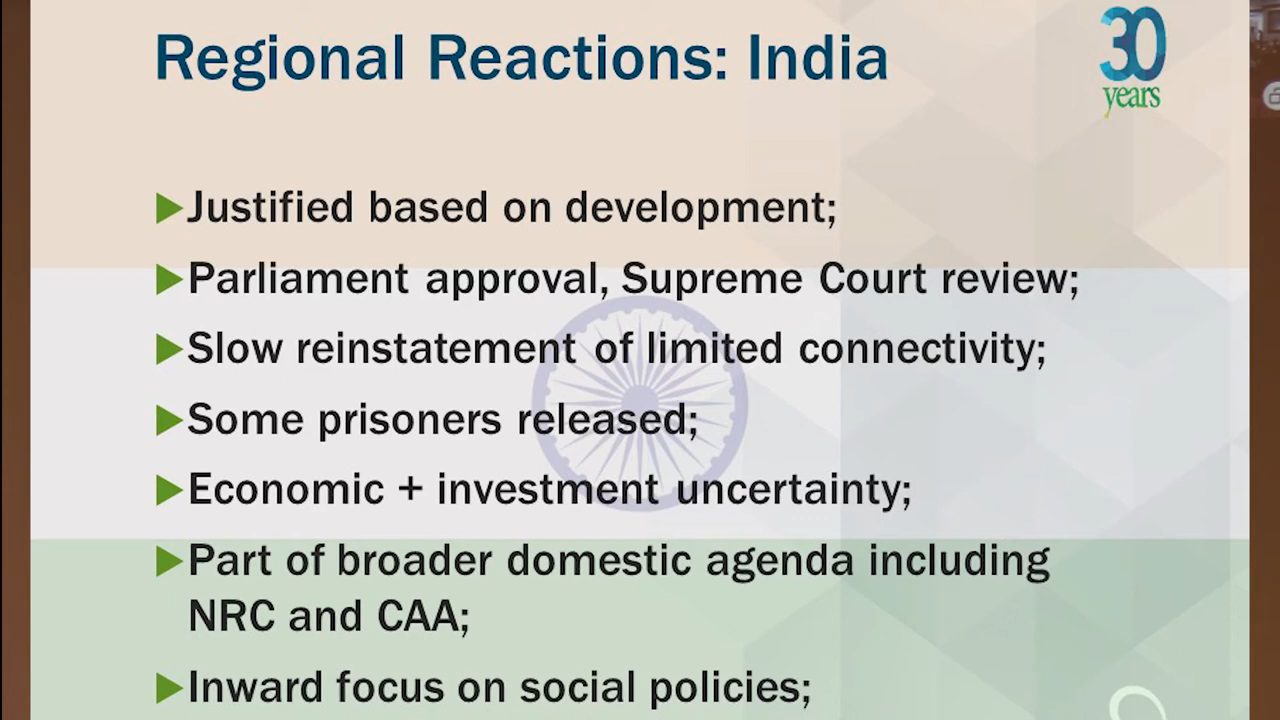 Regional Reactions: India
30
years
▶Justified based on development;
▶Parliament approval, Supreme Court review;
▶Slow reinstatement of limited connectivity;
▶Some prisoners released;
▶Economic + investment uncertainty;
▶Part of broader domestic agenda including
NRC and CAA;
▶Inward focus on social policies;